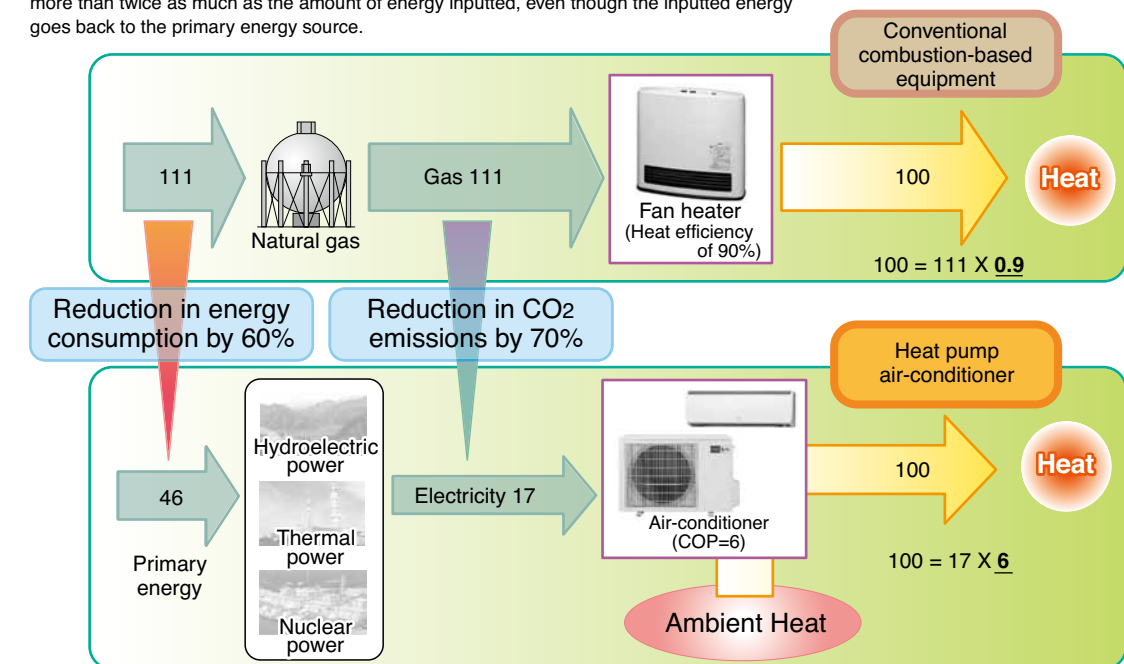 more than twice as much as the amount of energy inputted, even though the inputted energy
goes back to the primary energy source.
Conventional
combustion-based
equipment
111
Natural gas
Gas 111
Fan heater
(Heat efficiency
of 90%)
100
Heat
100 = 111 X 0.9
Reduction in energy
consumption by 60%
Reduction in CO2
emissions by 70%
Heat pump
air-conditioner
46
Primary
energy
Hydroelectric
power
Thermal
power
Nuclear
power
Electricity 17
Air-conditioner
(COP=6)
100
Heat
100 = 17 X 6
Ambient Heat